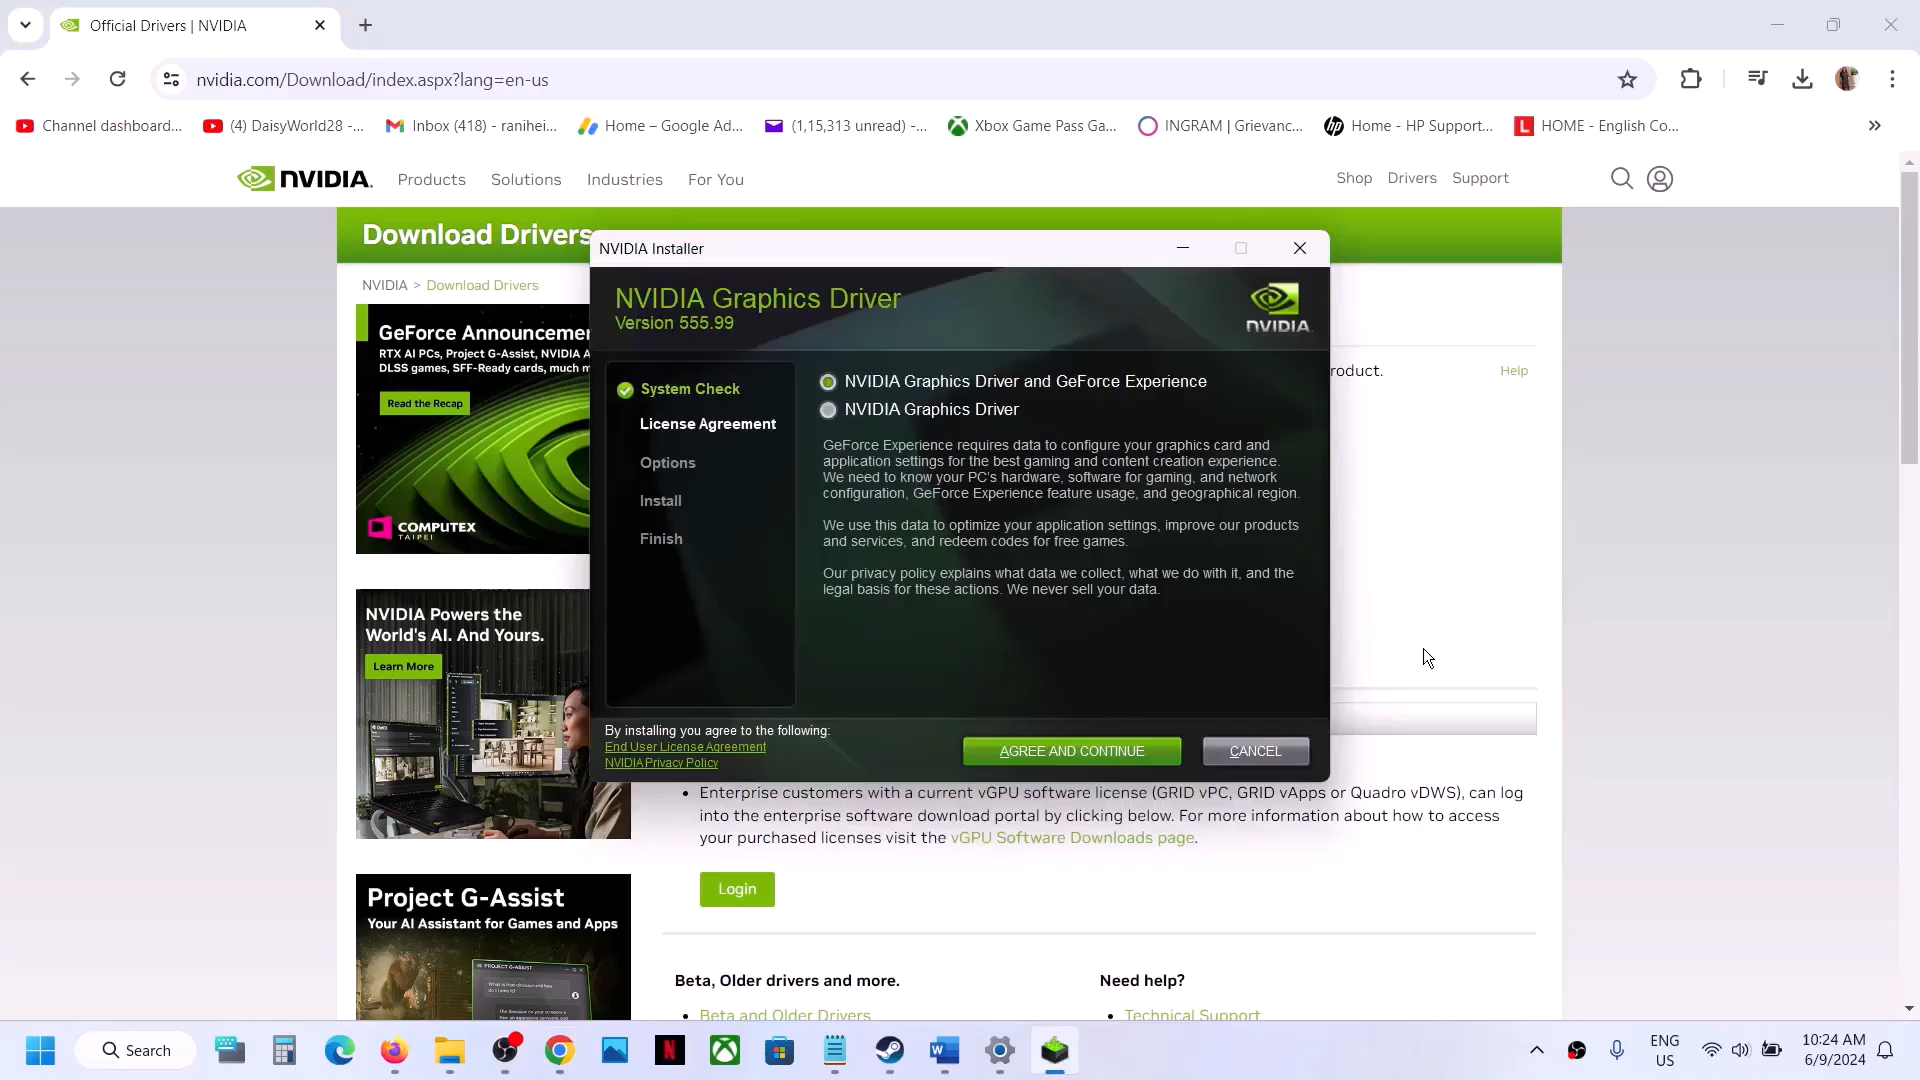 Official Drivers | NVIDIA
nvidia.com/Download/index.aspx?lang=en-us
Channel dashboard...
(4) DaisyWorld28 -...
Inbox (418) - ranihei...
Home – Google Ad...
(1,15,313 unread) -...
Xbox Game Pass Ga...
INGRAM | Grievanc...
Home - HP Support...
HOME - English Co...
NVIDIA.
Products
Solutions
Industries
For You
Shop
Drivers
Support
Download Drivers
NVIDIA > Download Drivers
GeForce Announcemen
RTX AI PCs, Project G-Assist, NVIDIA A
DLSS games, SFF-Ready cards, much m
Read the Recap
COMPUTEX
TAIPEI
NVIDIA Powers the
World's AI. And Yours.
Learn More
Project G-Assist
Your AI Assistant for Games and Apps
PROJECT G-ASSIST
NVIDIA Installer
NVIDIA Graphics Driver
Version 555.99
NVIDIA
System Check
License Agreement
Options
Install
Finish
NVIDIA Graphics Driver and GeForce Experience
NVIDIA Graphics Driver
GeForce Experience requires data to configure your graphics card and
application settings for the best gaming and content creation experience.
We need to know your PC's hardware, software for gaming, and network
configuration, GeForce Experience feature usage, and geographical region.
We use this data to optimize your application settings, improve our products
and services, and redeem codes for free games.
Our privacy policy explains what data we collect, what we do with it, and the
legal basis for these actions. We never sell your data.
By installing you agree to the following:
End User License Agreement
NVIDIA Privacy Policy
AGREE AND CONTINUE
CANCEL
roduct.
Help
Enterprise customers with a current vGPU software license (GRID vPC, GRID vApps or Quadro vDWS), can log
into the enterprise software download portal by clicking below. For more information about how to access
your purchased licenses visit the vGPU Software Downloads page.
Login
Beta, Older drivers and more.
Beta and Older Drivers
Need help?
Technical Support
Search
ENG
US
10:24 AM
6/9/2024